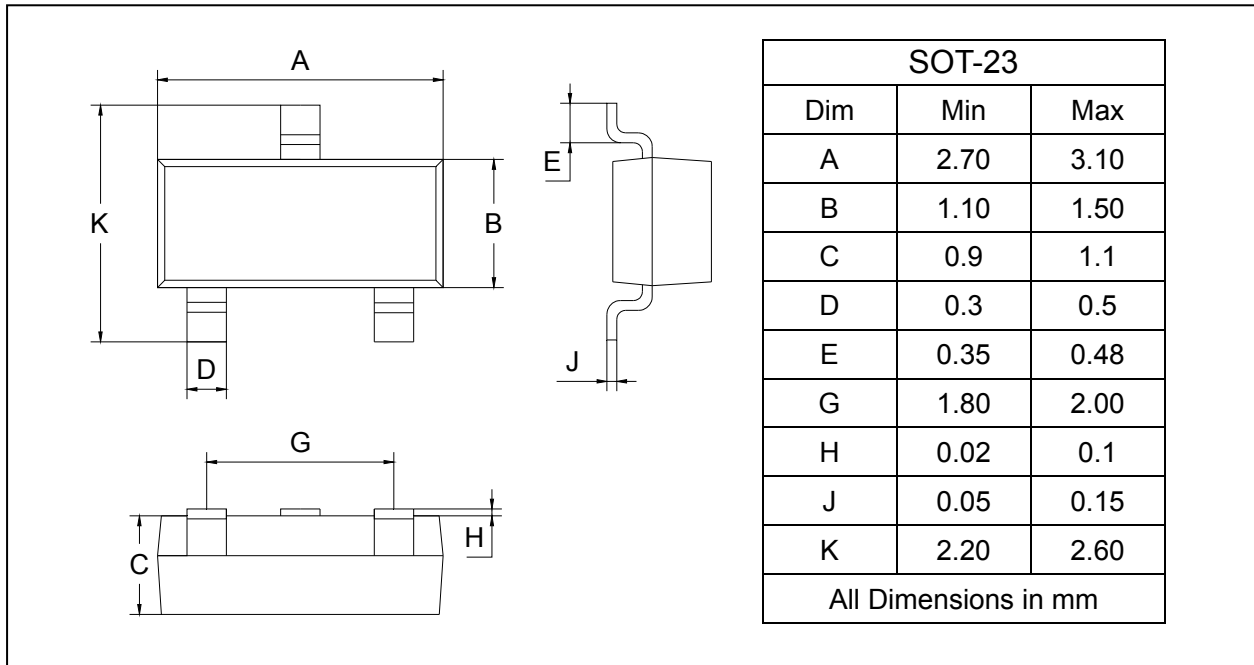 A
K
B
D
E
J
G
C
H
SOT-23
Dim Min Max
A 2.70 3.10
B 1.10 1.50
C 0.9 1.1
D 0.3 0.5
E 0.35 0.48
G 1.80 2.00
H 0.02 0.1
J 0.05 0.15
K 2.20 2.60
All Dimensions in mm